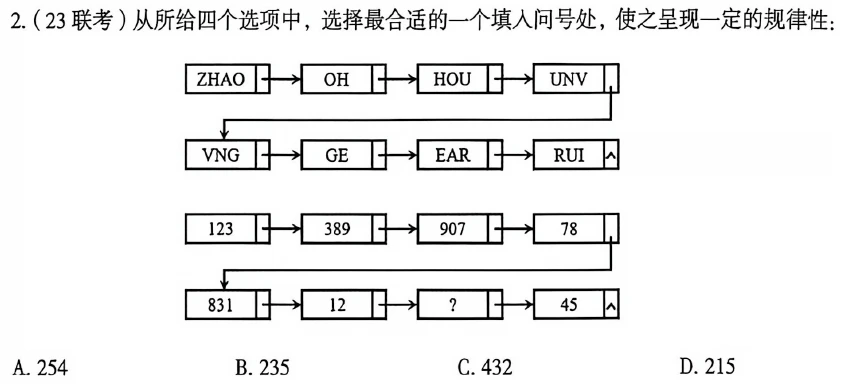 2.(23联考)从所给四个选项中，选择最合适的一个填入问号处，使之呈现一定的规律性：
ZHAO OH HOU UNV
VNG GE EAR RUI ^
123 389 907 78
831 12 ? 45 ^
A. 254 B. 235 C. 432 D. 215